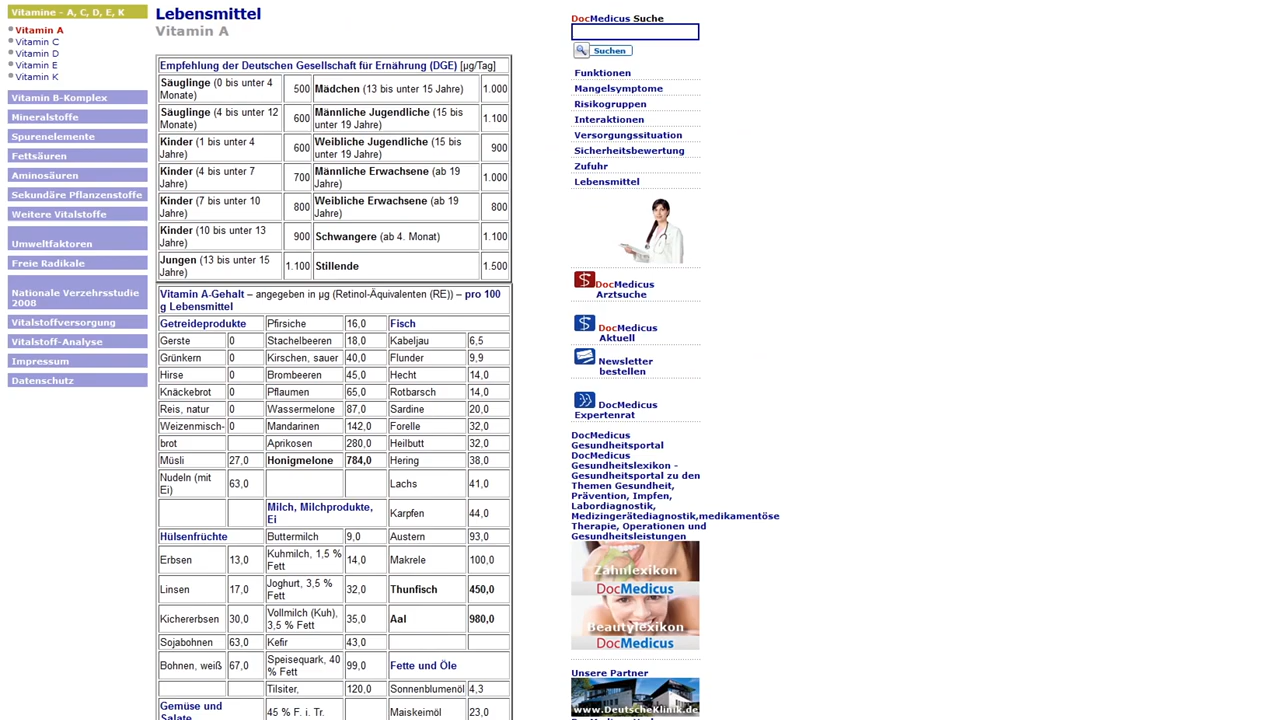 Vitamine - A, C, D, E, K
Vitamin A
Vitamin C
Vitamin D
Vitamin E
Vitamin K
Vitamin B-Komplex
Mineralstoffe
Spurenelemente
Fettsäuren
Aminosäuren
Sekundäre Pflanzenstoffe
Weitere Vitalstoffe
Umweltfaktoren
Freie Radikale
Nationale Verzehrsstudie
2008
Vitalstoffversorgung
Vitalstoff-Analyse
Impressum
Datenschutz
Lebensmittel
Vitamin A
Empfehlung der Deutschen Gesellschaft für Ernährung (DGE) [µg/Tag]
Säuglinge (0 bis unter 4 Monate) 500 Mädchen (13 bis unter 15 Jahre) 1.000
Säuglinge (4 bis unter 12 Monate) 600 Männliche Jugendliche (15 bis unter 19 Jahre) 1.100
Kinder (1 bis unter 4 Jahre) 600 Weibliche Jugendliche (15 bis unter 19 Jahre) 900
Kinder (4 bis unter 7 Jahre) 700 Männliche Erwachsene (ab 19 Jahre) 1.000
Kinder (7 bis unter 10 Jahre) 800 Weibliche Erwachsene (ab 19 Jahre) 800
Kinder (10 bis unter 13 Jahre) 900 Schwangere (ab 4. Monat) 1.100
Jungen (13 bis unter 15 Jahre) 1.100 Stillende 1.500
Vitamin A-Gehalt – angegeben in µg (Retinol-Äquivalenten (RE)) – pro 100
g Lebensmittel
Getreideprodukte Pfirsiche 16,0 Fisch
Gerste 0 Stachelbeeren 18,0 Kabeljau 6,5
Grünkern 0 Kirschen, sauer 40,0 Flunder 9,9
Hirse 0 Brombeeren 45,0 Hecht 14,0
Knäckebrot 0 Pflaumen 65,0 Rotbarsch 14,0
Reis, natur 0 Wassermelone 87,0 Sardine 20,0
Weizenmisch- 0 Mandarinen 142,0 Forelle 32,0
brot Aprikosen 280,0 Heilbutt 32,0
Müsli 27,0 Honigmelone 784,0 Hering 38,0
Nudeln (mit Ei) 63,0 Lachs 41,0
Milch, Milchprodukte, Ei Karpfen 44,0
Hülsenfrüchte Buttermilch 9,0 Austern 93,0
Erbsen 13,0 Kuhmilch, 1,5 % Fett 14,0 Makrele 100,0
Linsen 17,0 Joghurt, 3,5 % Fett 32,0 Thunfisch 450,0
Kichererbsen 30,0 Vollmilch (Kuh), 3,5 % Fett 35,0 Aal 980,0
Sojabohnen 63,0 Kefir 43,0
Bohnen, weiß 67,0 Speisequark, 40 % Fett 99,0 Fette und Öle
Tilsiter, 120,0 Sonnenblumenöl 4,3
Gemüse und Salate 45 % F. i. Tr. Maiskeimöl 23,0
DocMedicus Suche
Suchen
Funktionen
Mangelsymptome
Risikogruppen
Interaktionen
Versorgungssituation
Sicherheitsbewertung
Zufuhr
Lebensmittel
DocMedicus
Arztsuche
DocMedicus
Aktuell
Newsletter
bestellen
DocMedicus
Expertenrat
DocMedicus
Gesundheitsportal
DocMedicus
Gesundheitslexikon -
Gesundheitsportal zu den
Themen Gesundheit,
Prävention, Impfen,
Labordiagnostik,
Medizingerätediagnostik,medikamentöse
Therapie, Operationen und
Gesundheitsleistungen
Zahnlexikon
DocMedicus
Beautylexikon
DocMedicus
Unsere Partner
www.DeutscheKlinik.de